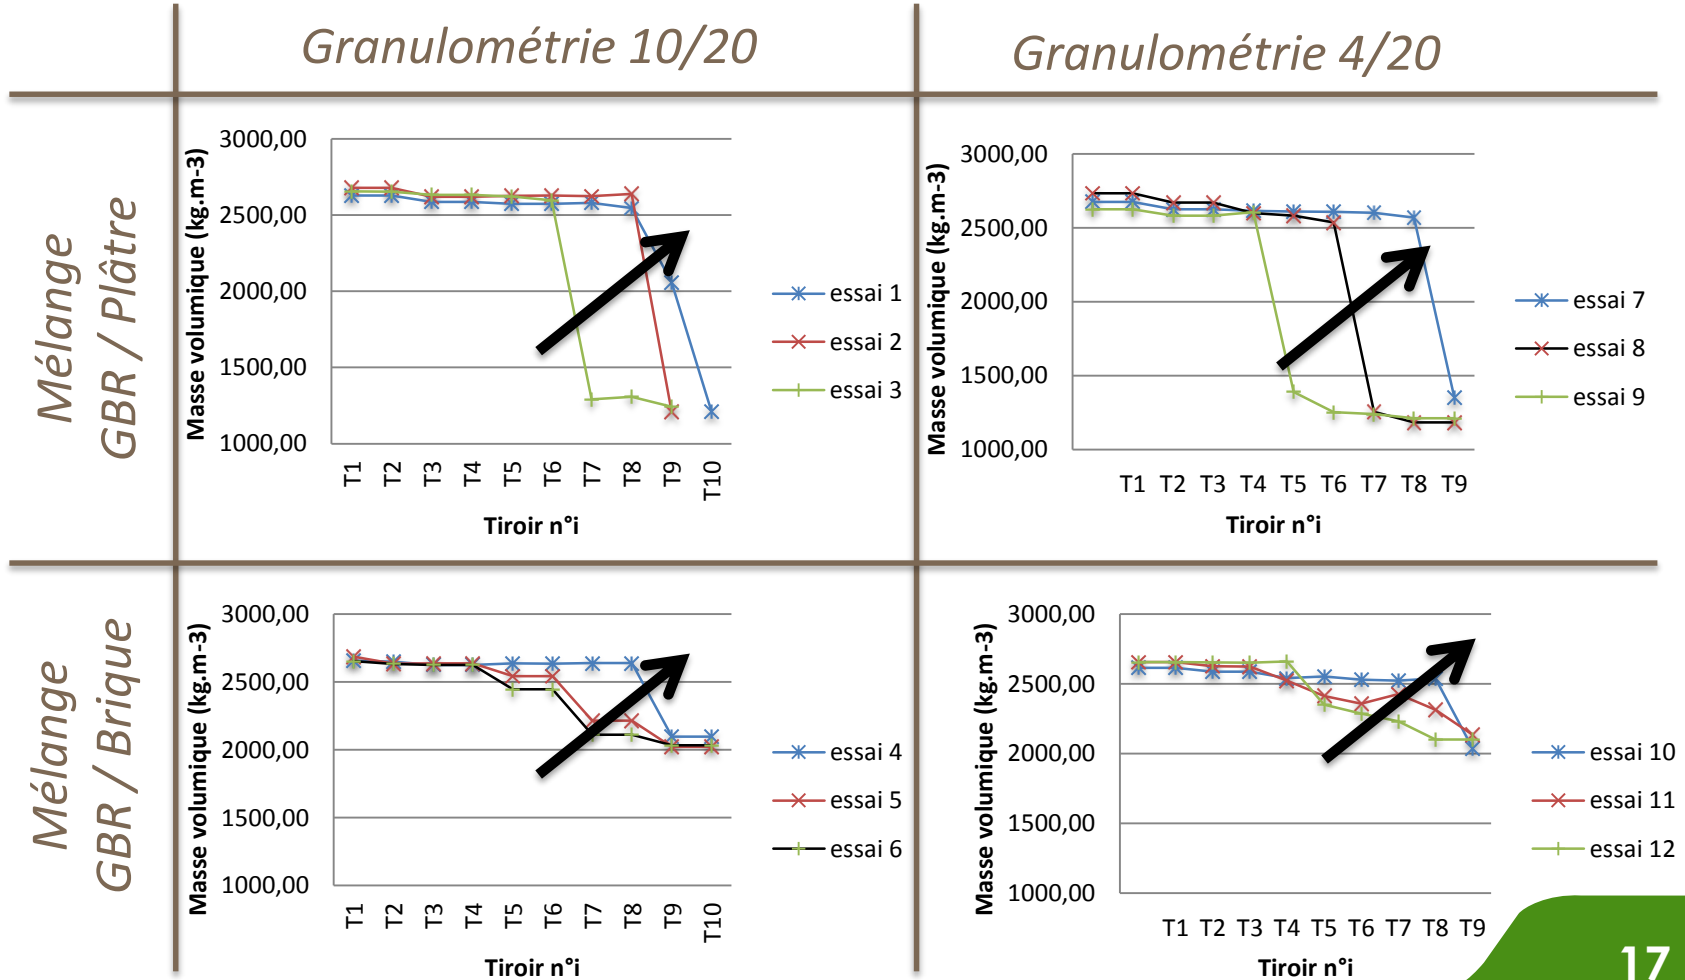 Granulométrie 10/20
Granulométrie 4/20
Mélange
GBR / Plâtre
Masse volumique (kg.m-3)
3000,00
2500,00
2000,00
1500,00
1000,00
T1 T2 T3 T4 T5 T6 T7 T8 T9 T10
Tiroir n°i
essai 1
essai 2
essai 3
Masse volumique (kg.m-3)
3000,00
2500,00
2000,00
1500,00
1000,00
T1 T2 T3 T4 T5 T6 T7 T8 T9
Tiroir n°i
essai 7
essai 8
essai 9
Mélange
GBR / Brique
Masse volumique (kg.m-3)
3000,00
2500,00
2000,00
1500,00
1000,00
T1 T2 T3 T4 T5 T6 T7 T8 T9 T10
Tiroir n°i
essai 4
essai 5
essai 6
Masse volumique (kg.m-3)
3000,00
2500,00
2000,00
1500,00
1000,00
T1 T2 T3 T4 T5 T6 T7 T8 T9
Tiroir n°i
essai 10
essai 11
essai 12
17